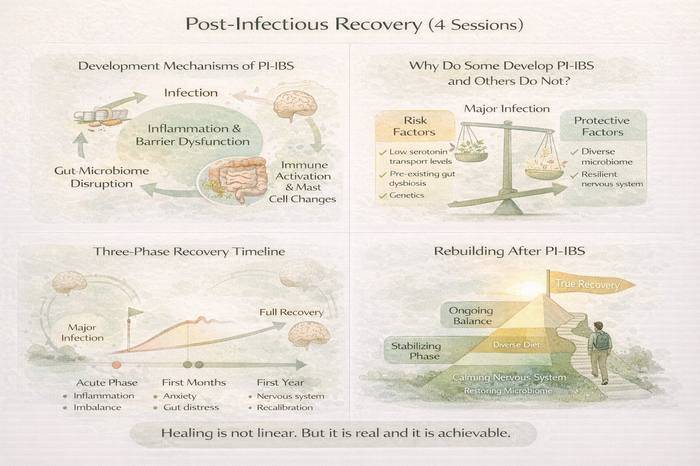 Post-Infectious Recovery (4 Sessions)
Development Mechanisms of PI-IBS
Infection
Inflammation &
Barrier Dysfunction
Gut-Microbiome
Disruption
Immune
Activation
& Mast
Cell Changes
Why Do Some Develop PI-IBS
and Others Do Not?
Major Infection
Risk
Factors
✓ Low serotonin
transport levels
✓ Pre-existing gut
dysbiosis
✓ Genetics
Protective
Factors
✓ Diverse
microbiome
✓ Resilient
nervous system
Three-Phase Recovery Timeline
Major
Infection
Full Recovery
Acute Phase
• Inflammation
• Imbalance
First Months
• Anxiety
• Gut distress
First Year
• Nervous system
• Recalibration
Rebuilding After PI-IBS
True Recovery
Ongoing
Balance
Stabilizing
Phase
Diverse Diet
Calming Nervous System
Restoring Microbiome
Healing is not linear. But it is real and it is achievable.